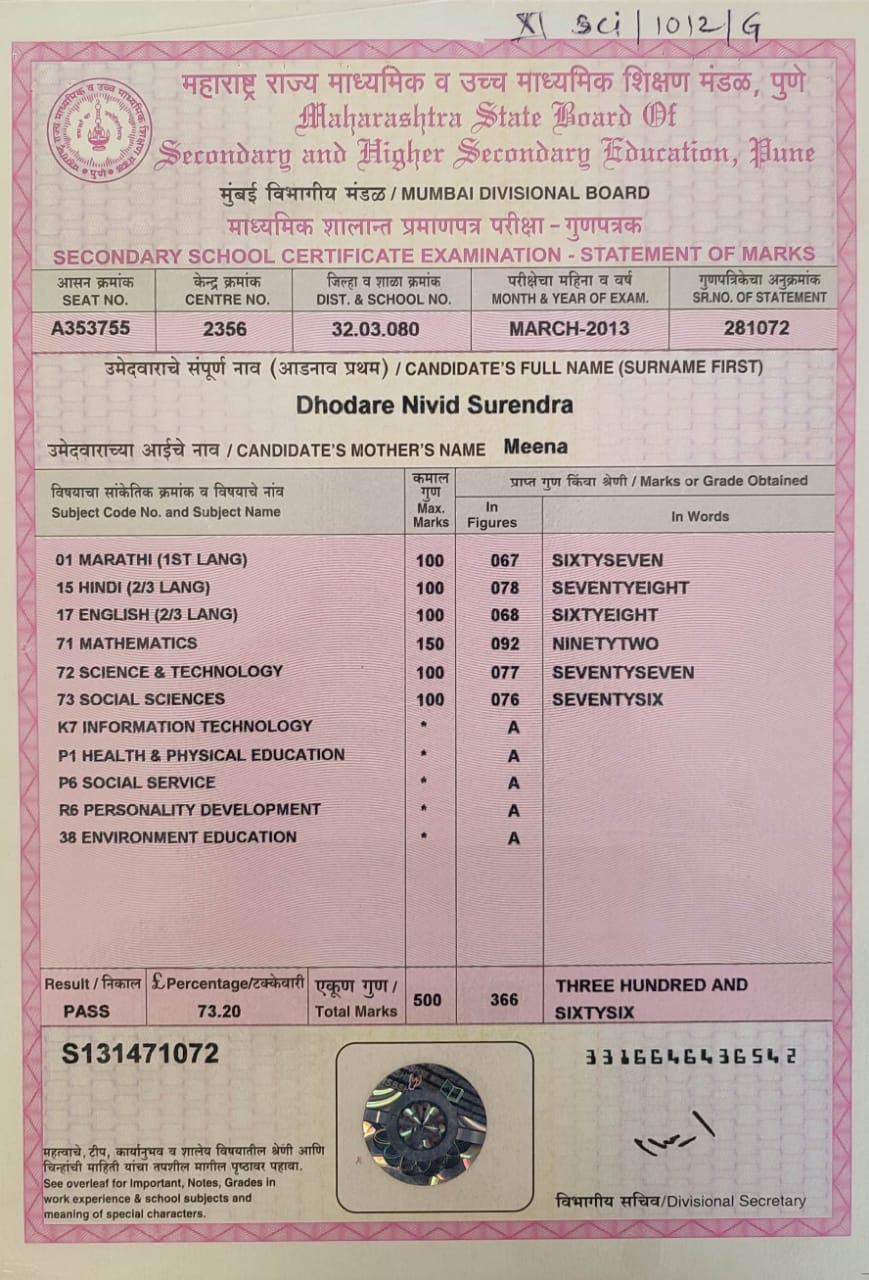 XI Sci/1012/G
महाराष्ट्र राज्य माध्यमिक व उच्च माध्यमिक शिक्षण मंडळ, पुणे
Maharashtra State Board Of
Secondary and Higher Secondary Education, Pune
मुंबई विभागीय मंडळ / MUMBAI DIVISIONAL BOARD
माध्यमिक शालान्त प्रमाणपत्र परीक्षा - गुणपत्रक
SECONDARY SCHOOL CERTIFICATE EXAMINATION - STATEMENT OF MARKS
आसन क्रमांक केन्द्र क्रमांक जिल्हा व शाळा क्रमांक परीक्षेचा महिना व वर्ष गुणपत्रिकेचा अनुक्रमांक
SEAT NO. CENTRE NO. DIST. & SCHOOL NO. MONTH & YEAR OF EXAM. SR.NO. OF STATEMENT
A353755 2356 32.03.080 MARCH-2013 281072
उमेदवाराचे संपूर्ण नाव (आडनाव प्रथम) / CANDIDATE'S FULL NAME (SURNAME FIRST)
Dhodare Nivid Surendra
उमेदवाराच्या आईचे नाव / CANDIDATE'S MOTHER'S NAME Meena
विषयाचा सांकेतिक क्रमांक व विषयाचे नांव
Subject Code No. and Subject Name
कमाल
गुण
Max.
Marks
प्राप्त गुण किंवा श्रेणी / Marks or Grade Obtained
In
Figures
In Words
01 MARATHI (1ST LANG) 100 067 SIXTYSEVEN
15 HINDI (2/3 LANG) 100 078 SEVENTYEIGHT
17 ENGLISH (2/3 LANG) 100 068 SIXTYEIGHT
71 MATHEMATICS 150 092 NINETYTWO
72 SCIENCE & TECHNOLOGY 100 077 SEVENTYSEVEN
73 SOCIAL SCIENCES 100 076 SEVENTYSIX
K7 INFORMATION TECHNOLOGY * A
P1 HEALTH & PHYSICAL EDUCATION * A
P6 SOCIAL SERVICE * A
R6 PERSONALITY DEVELOPMENT * A
38 ENVIRONMENT EDUCATION * A
Result / निकाल £Percentage/टक्केवारी एकूण गुण /
PASS 73.20 Total Marks 500 366
THREE HUNDRED AND
SIXTYSIX
S131471072
3316646436542
महत्वाचे, टीप, कार्यानुभव व शालेय विषयातील श्रेणी आणि
चिन्हांची माहिती यांचा तपशील मागील पृष्ठावर पहावा.
See overleaf for Important, Notes, Grades in
work experience & school subjects and
meaning of special characters.
विभागीय सचिव/Divisional Secretary